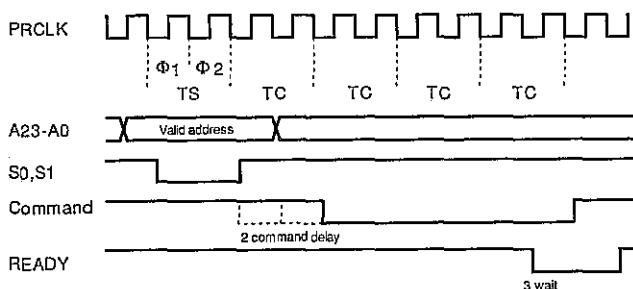 PRCLK
Φ1 Φ2
TS TC TC TC TC
A23-A0 Valid address
S0,S1
Command
2 command delay
READY
3 wait